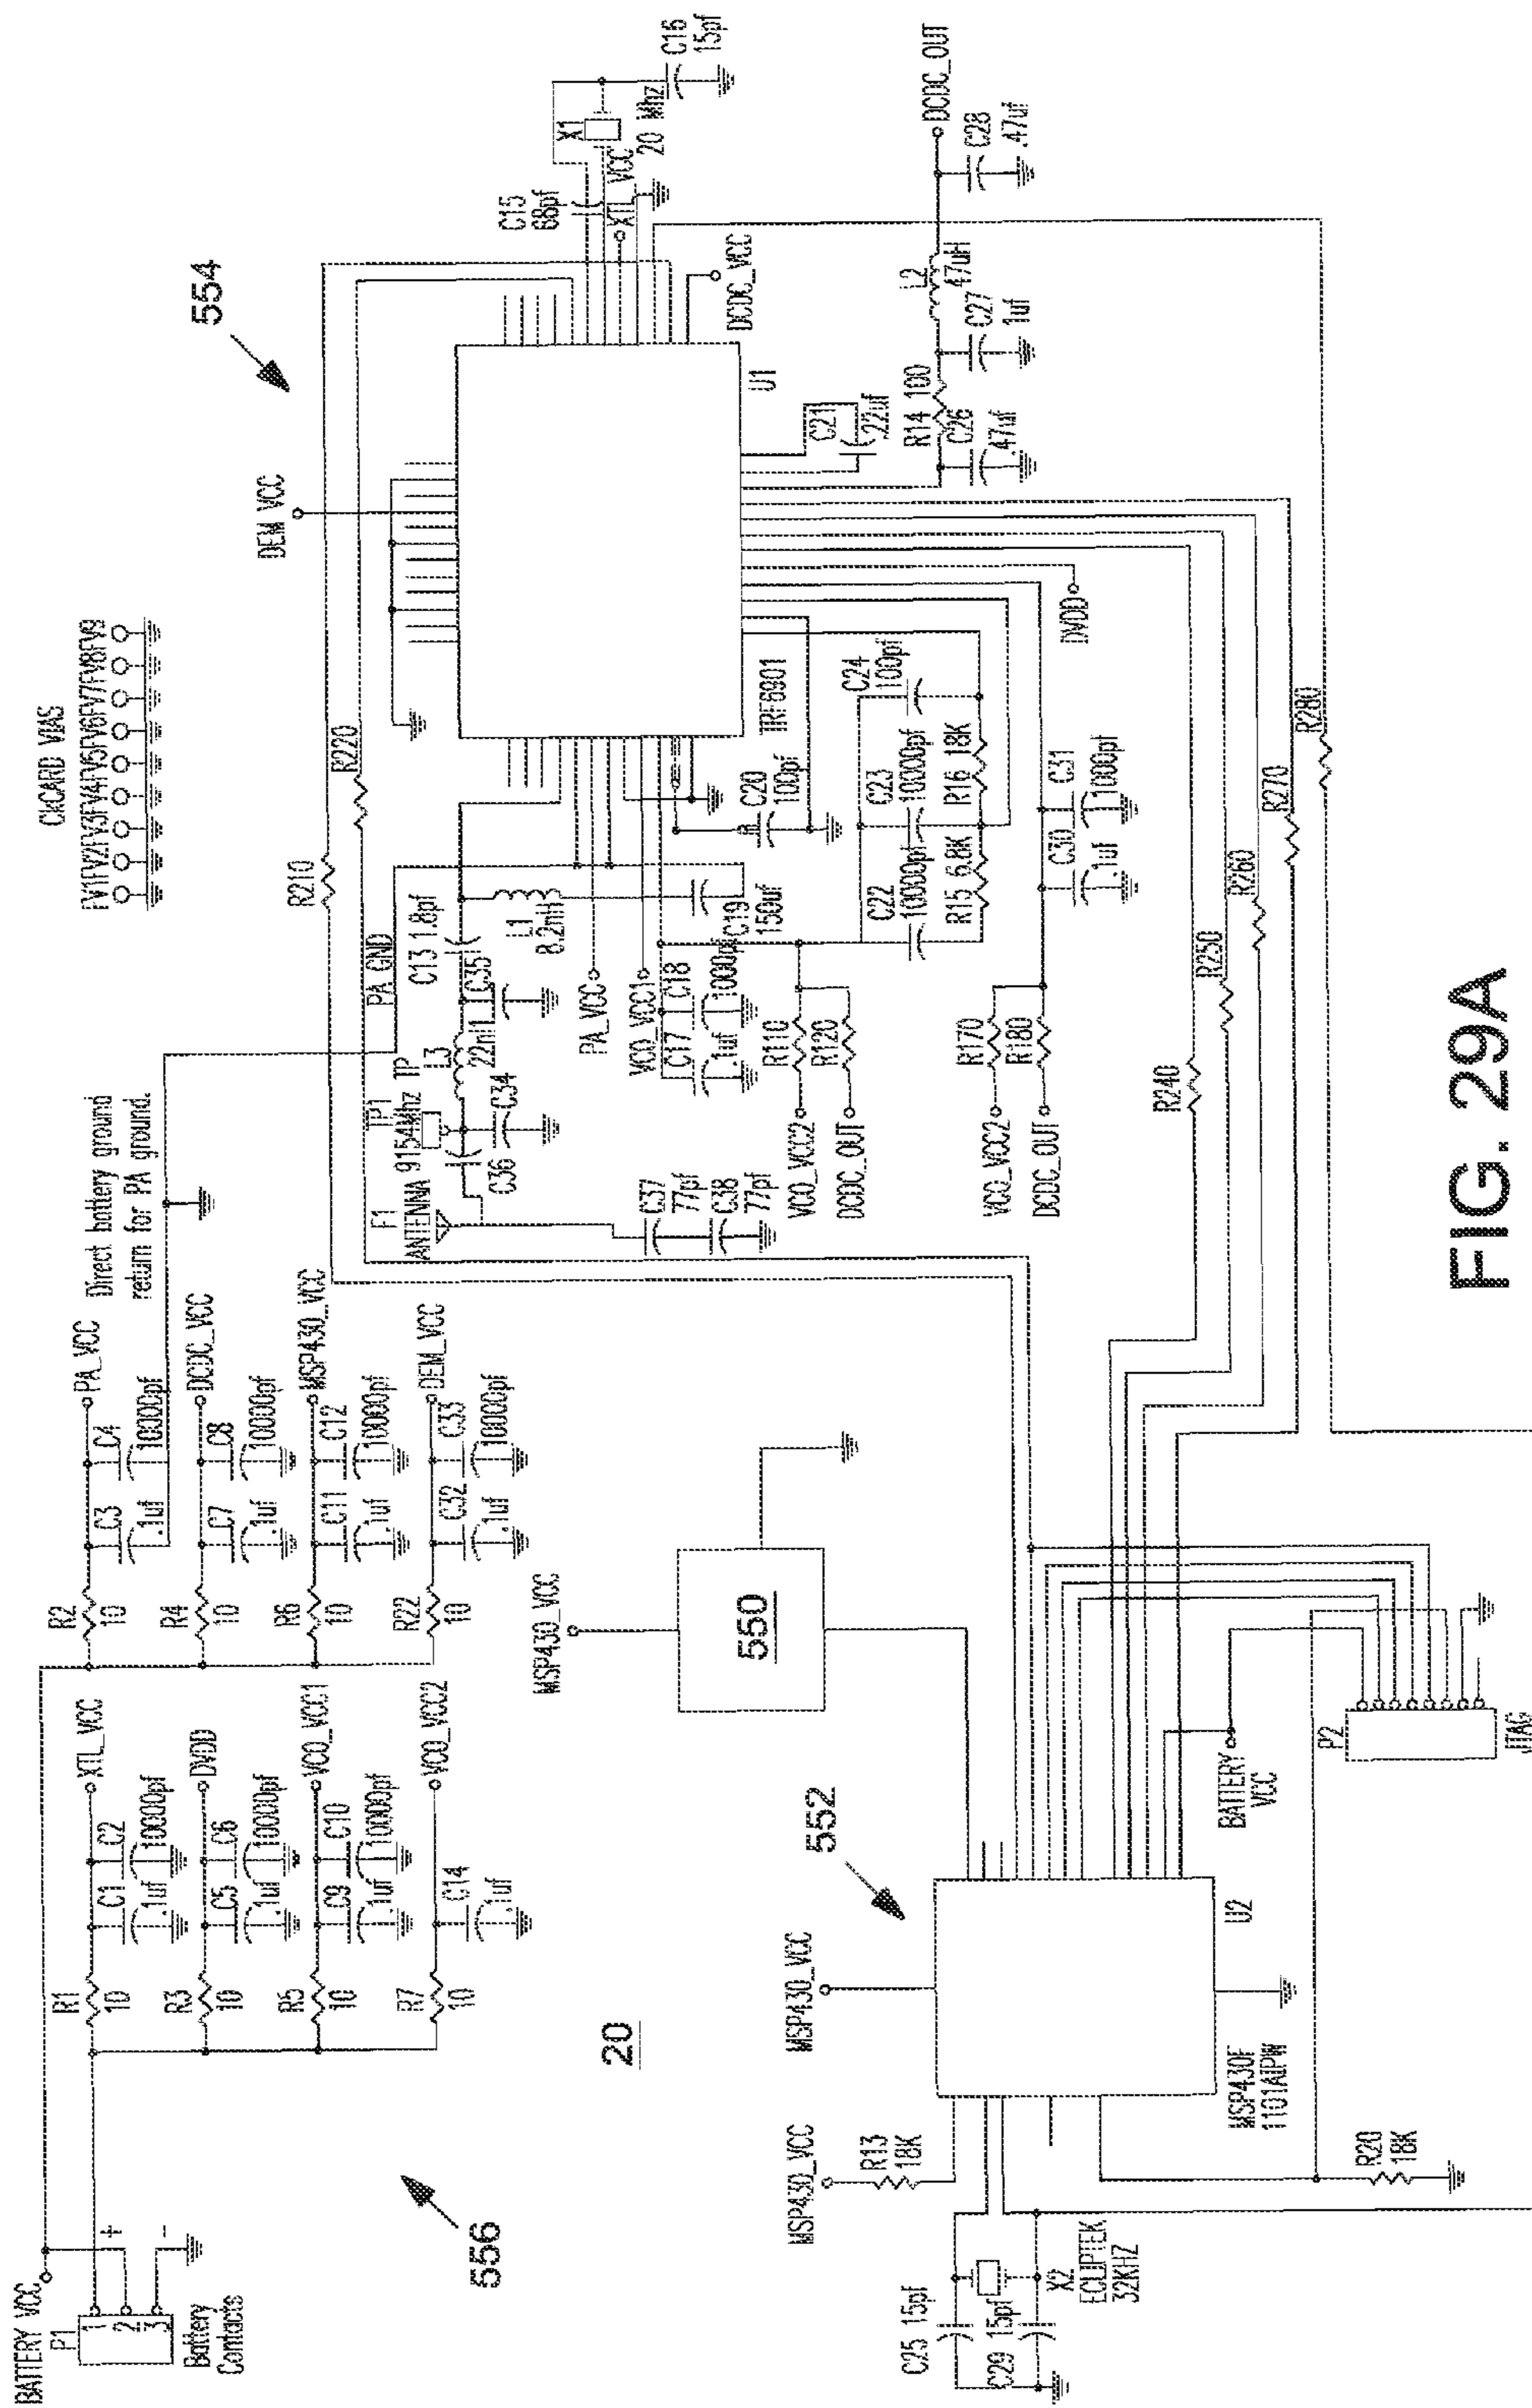 BATTERY VCC
P1
1
2
3
+
-
Battery
Contacts
556
R1
10
C1
.1uf
C2
10000pf
XTL_VCC
R3
10
C5
.1uf
C6
10000pf
DVDD
R5
10
C9
.1uf
C10
10000pf
VCO_VCC1
R7
10
C14
.1uf
VCO_VCC2
R2
10
C3
.1uf
C4
10000pf
PA_VCC
R4
10
C7
.1uf
C8
10000pf
DCDC_VCC
R6
10
C11
.1uf
C12
10000pf
MSP430_VCC
R22
10
C32
.1uf
C33
10000pf
DEM_VCC
Direct battery ground
return for PA ground.
PA_GND
CKCARD VIAS
FV1FV2FV3FV4FV5FV6FV7FV8FV9
R210
R220
DEM_VCC
554
F1
ANTENNA
9154Mhz TP
TP1
C36
C34
L3
22nH
C35
C13 1.8pf
L1
8.2nH
C19
150uf
C37
77pf
C38
77pf
PA_VCC
VCO_VCC1
C17
.1uf
C18
1000pf
C20
100pf
TRF6901
U1
C15
68pf
X1
20 Mhz
C16
15pf
VCC
XTL
DCDC_VCC
C21
.22uf
R14 100
C26
.47uf
C27
1uf
L2
47uH
C28
.47uf
DCDC_OUT
VCO_VCC2
R110
DCDC_OUT
R120
C22
10000pf
C23
10000pf
C24
100pf
R15 6.8K
R16 18K
VCO_VCC2
R170
DCDC_OUT
R180
C30
.1uf
C31
1000pf
DVDD
R240
R250
R260
R270
R280
20
MSP430_VCC
550
552
MSP430_VCC
MSP430_VCC
R13
18K
U2
MSP430F
1101AIPW
C25 15pf
C29 15pf
X2
ECLIPTEK
32KHZ
R20
18K
BATTERY
VCC
P2
JTAG
FIG. 29A